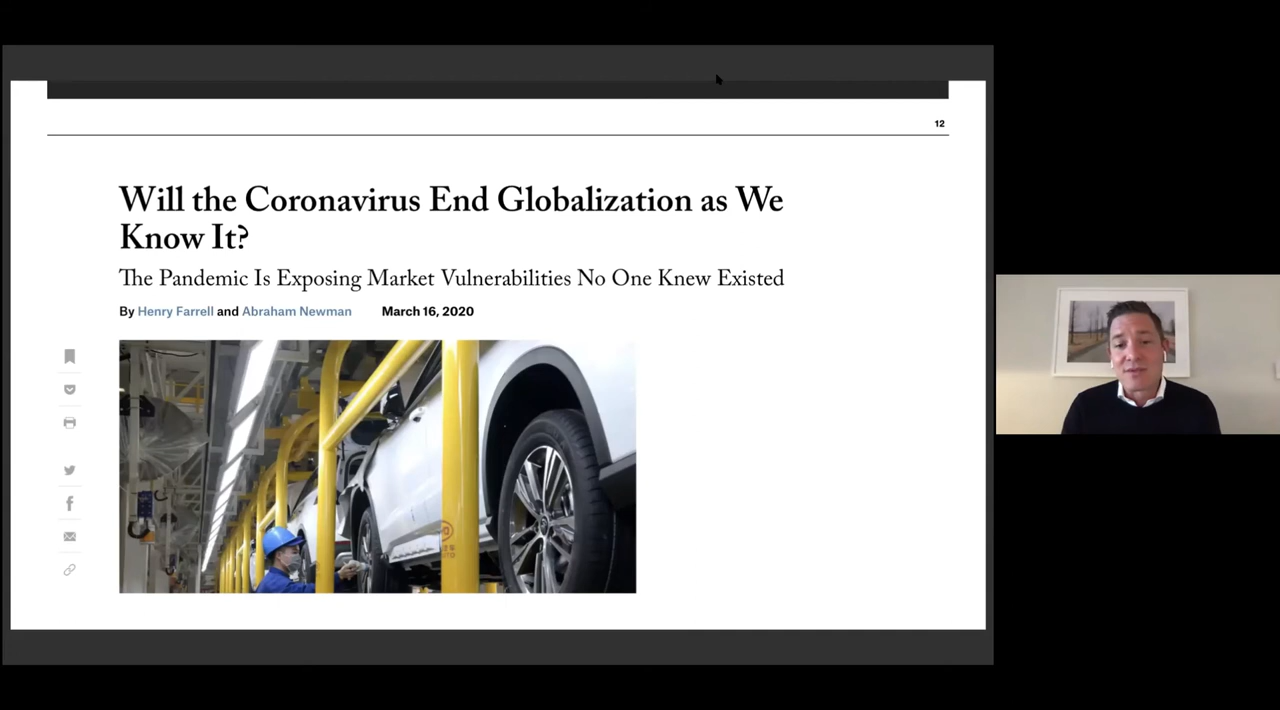 12
Will the Coronavirus End Globalization as We
Know It?
The Pandemic Is Exposing Market Vulnerabilities No One Knew Existed
By Henry Farrell and Abraham Newman March 16, 2020